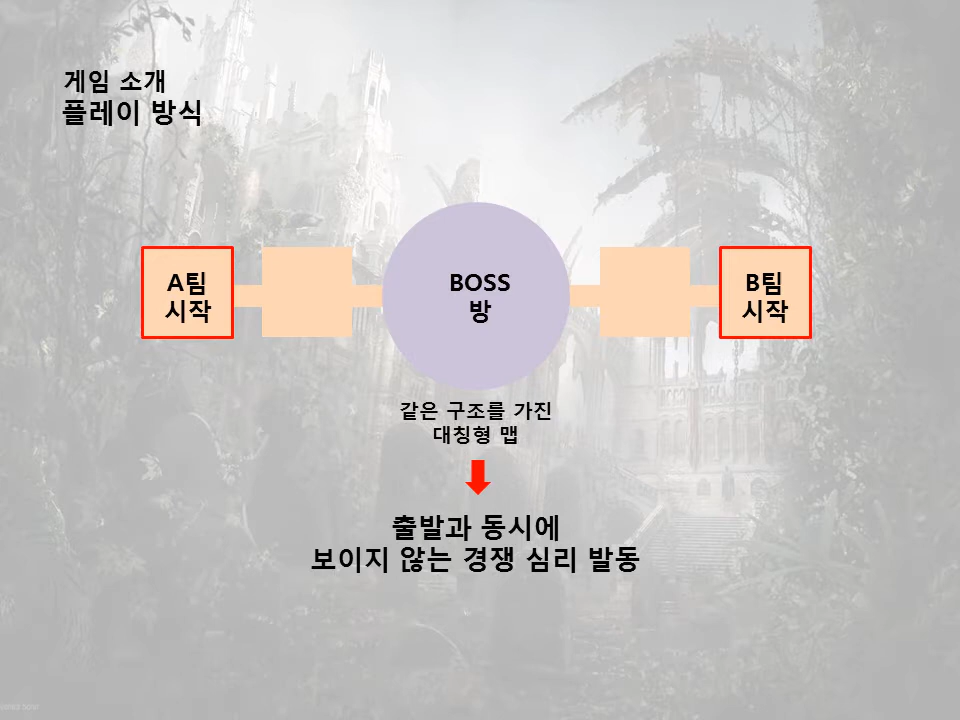 게임 소개
플레이 방식
A팀
시작
BOSS
방
B팀
시작
같은 구조를 가진
대칭형 맵
출발과 동시에
보이지 않는 경쟁 심리 발동